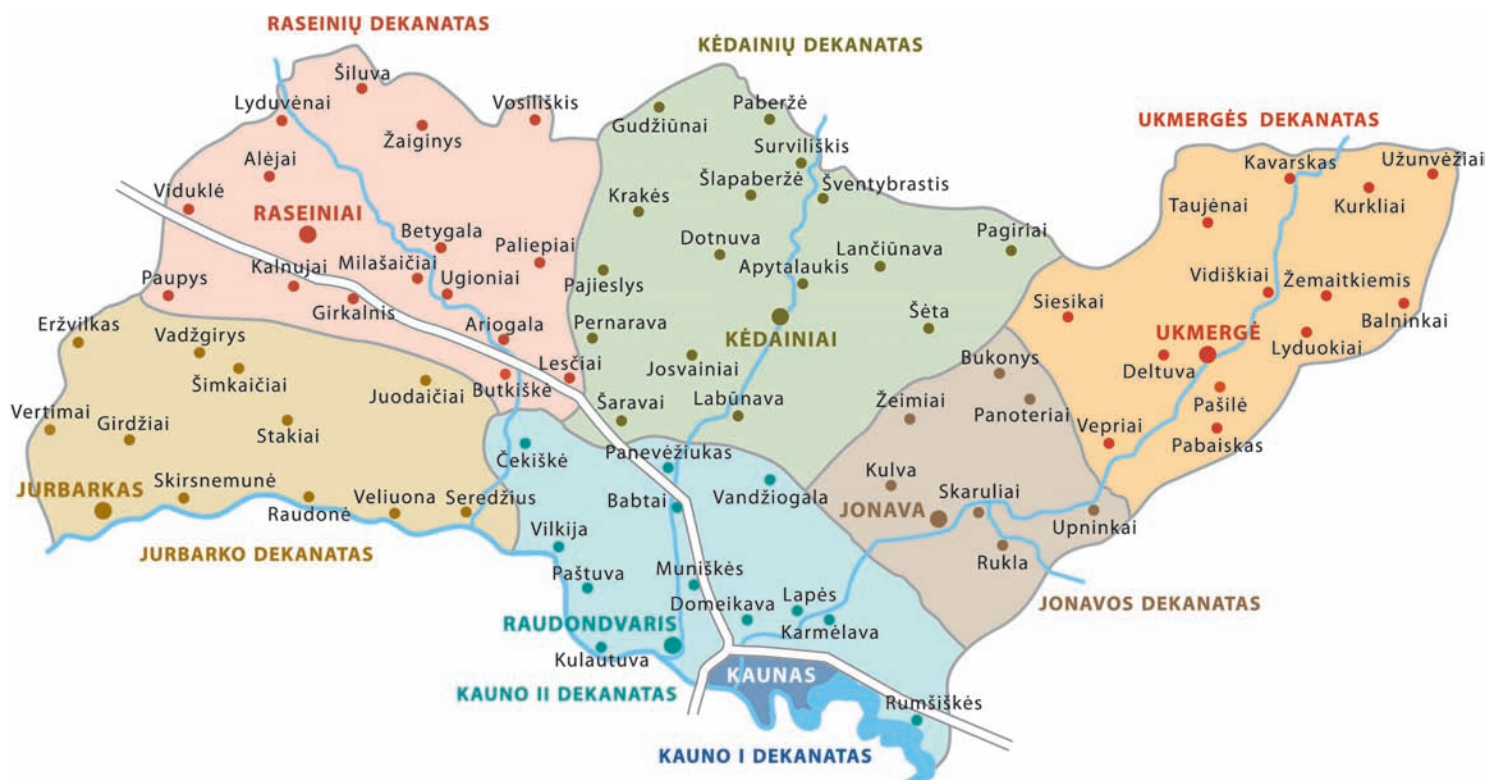 RASEINIŲ DEKANATAS
Šiluva
Lyduvėnai
Vosiliškis
Žaiginys
Alėjai
Viduklė
RASEINIAI
Betygala
Paliepiai
Kalnujai
Milašaičiai
Ugioniai
Paupys
Girkalnis
Ariogala
Lesčiai
Butkiškė
KĖDAINIŲ DEKANATAS
Gudžiūnai
Paberžė
Surviliškis
Krakės
Šlapaberžė
Šventybrastis
Dotnuva
Lančiūnava
Pagiriai
Pajieslys
Apytalaukis
Pernarava
KĖDAINIAI
Šėta
Josvainiai
Šaravai
Labūnava
UKMERGĖS DEKANATAS
Kavarskas
Užunvėžiai
Taujėnai
Kurkliai
Vidiškiai
Žemaitkiemis
Siesikai
Balninkai
UKMERGĖ
Lyduokiai
Deltuva
Pašilė
Vepriai
Pabaiskas
Eržvilkas
Vadžgirys
Šimkaičiai
Juodaičiai
Vertimai
Girdžiai
Stakiai
JURBARKAS
Skirsnemunė
Raudonė
Veliuona
Seredžius
JURBARKO DEKANATAS
Bukonys
Žeimiai
Panoteriai
Kulva
Skaruliai
JONAVA
Upninkai
Rukla
JONAVOS DEKANATAS
Čekiškė
Panevėžiukas
Babtai
Vandžiogala
Vilkija
Paštuva
Muniškės
Domeikava
Lapės
Karmėlava
RAUDONDVARIS
Kulautuva
KAUNO II DEKANATAS
KAUNAS
Rumšiškės
KAUNO I DEKANATAS